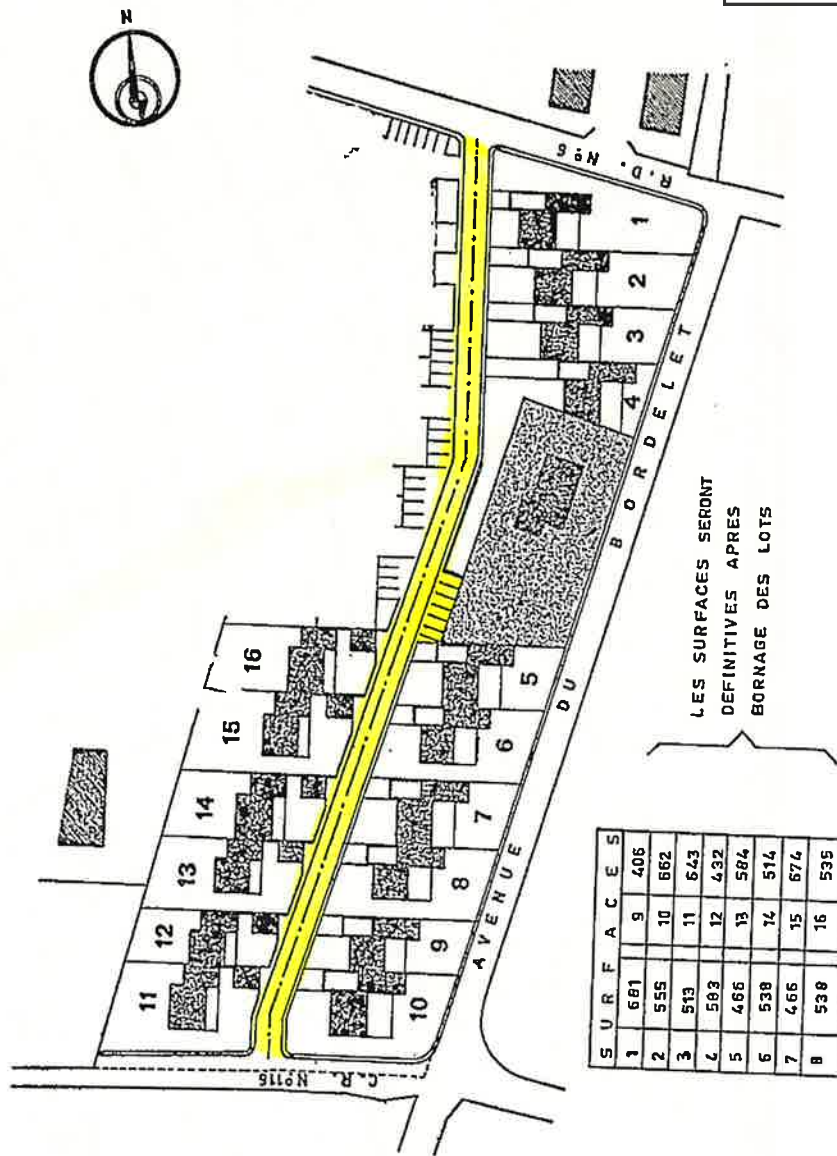 N
R.D. N°6
1
2
3
4
5
6
7
8
9
10
11
12
13
14
15
16
C.R. N°115
AVENUE DU BORDELET
LES SURFACES SERONT
DEFINITIVES APRES
BORNAGE DES LOTS
SURFACES
1 681 9 406
2 555 10 662
3 513 11 643
4 583 12 432
5 466 13 584
6 538 14 514
7 466 15 674
8 538 16 535